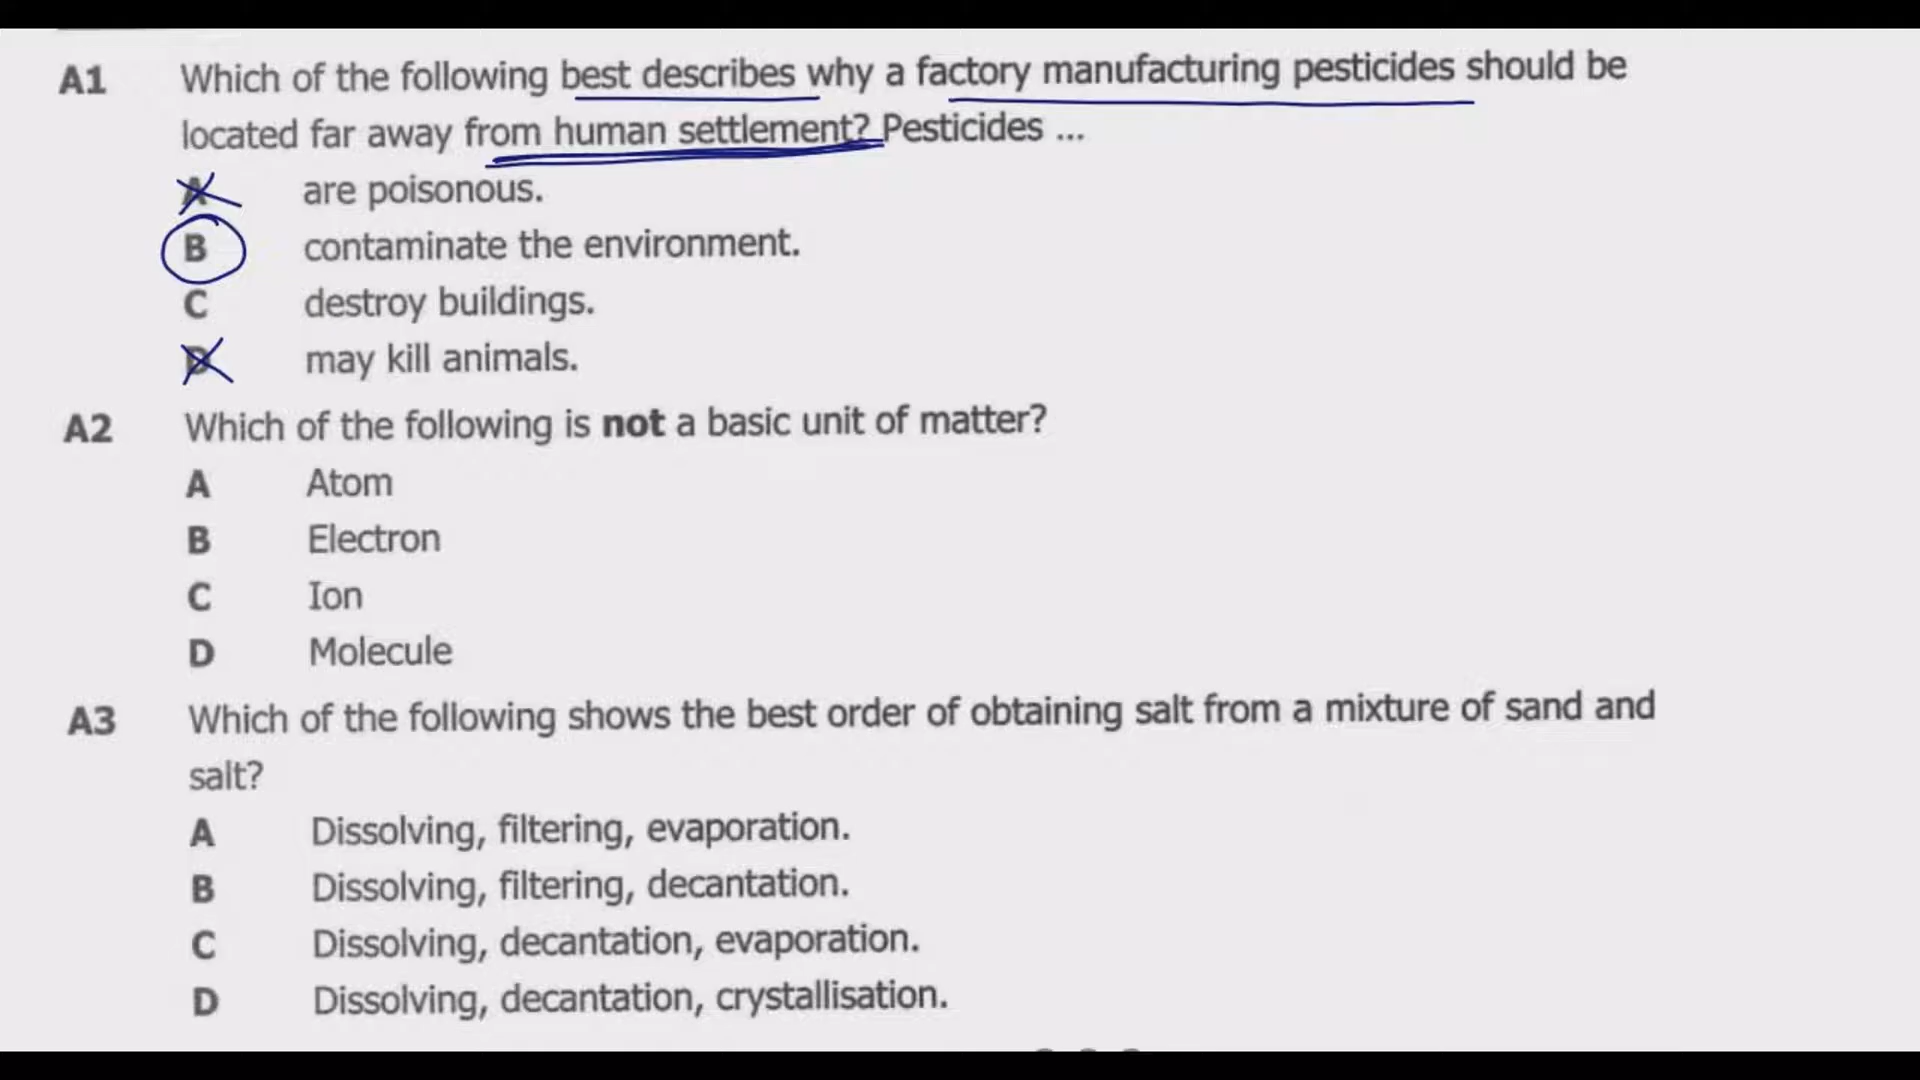 A1 Which of the following best describes why a factory manufacturing pesticides should be
located far away from human settlement? Pesticides ...
A are poisonous.
B contaminate the environment.
C destroy buildings.
D may kill animals.
A2 Which of the following is not a basic unit of matter?
A Atom
B Electron
C Ion
D Molecule
A3 Which of the following shows the best order of obtaining salt from a mixture of sand and
salt?
A Dissolving, filtering, evaporation.
B Dissolving, filtering, decantation.
C Dissolving, decantation, evaporation.
D Dissolving, decantation, crystallisation.